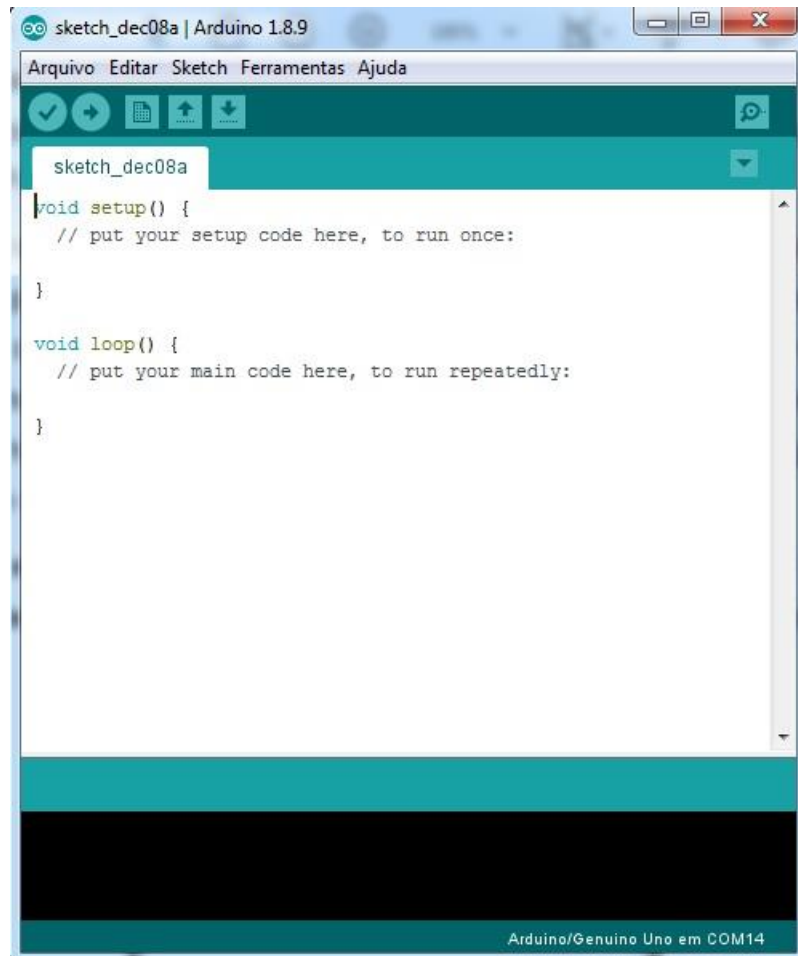 sketch_dec08a | Arduino 1.8.9
Arquivo Editar Sketch Ferramentas Ajuda
sketch_dec08a
void setup() {
  // put your setup code here, to run once:
}
void loop() {
  // put your main code here, to run repeatedly:
}
Arduino/Genuino Uno em COM14